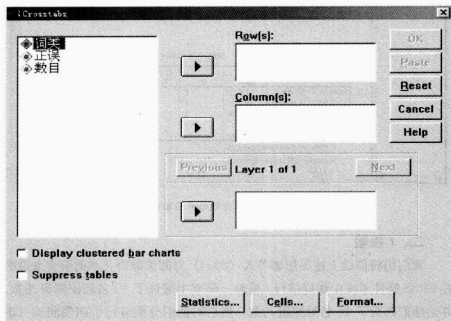 Crosstabs
词类
正误
数目
Row(s):
Column(s):
Previous
Layer 1 of 1
Next
OK
Paste
Reset
Cancel
Help
Display clustered bar charts
Suppress tables
Statistics...
Cells...
Format...